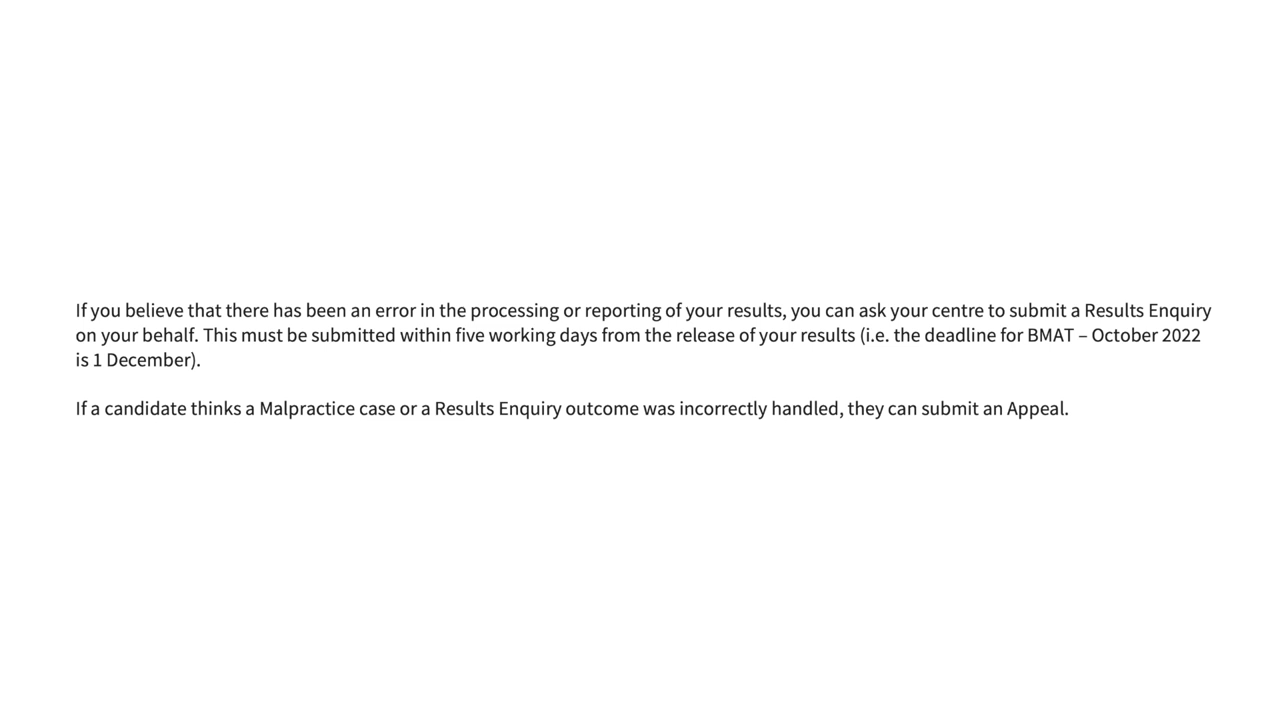 If you believe that there has been an error in the processing or reporting of your results, you can ask your centre to submit a Results Enquiry
on your behalf. This must be submitted within five working days from the release of your results (i.e. the deadline for BMAT – October 2022
is 1 December).
If a candidate thinks a Malpractice case or a Results Enquiry outcome was incorrectly handled, they can submit an Appeal.